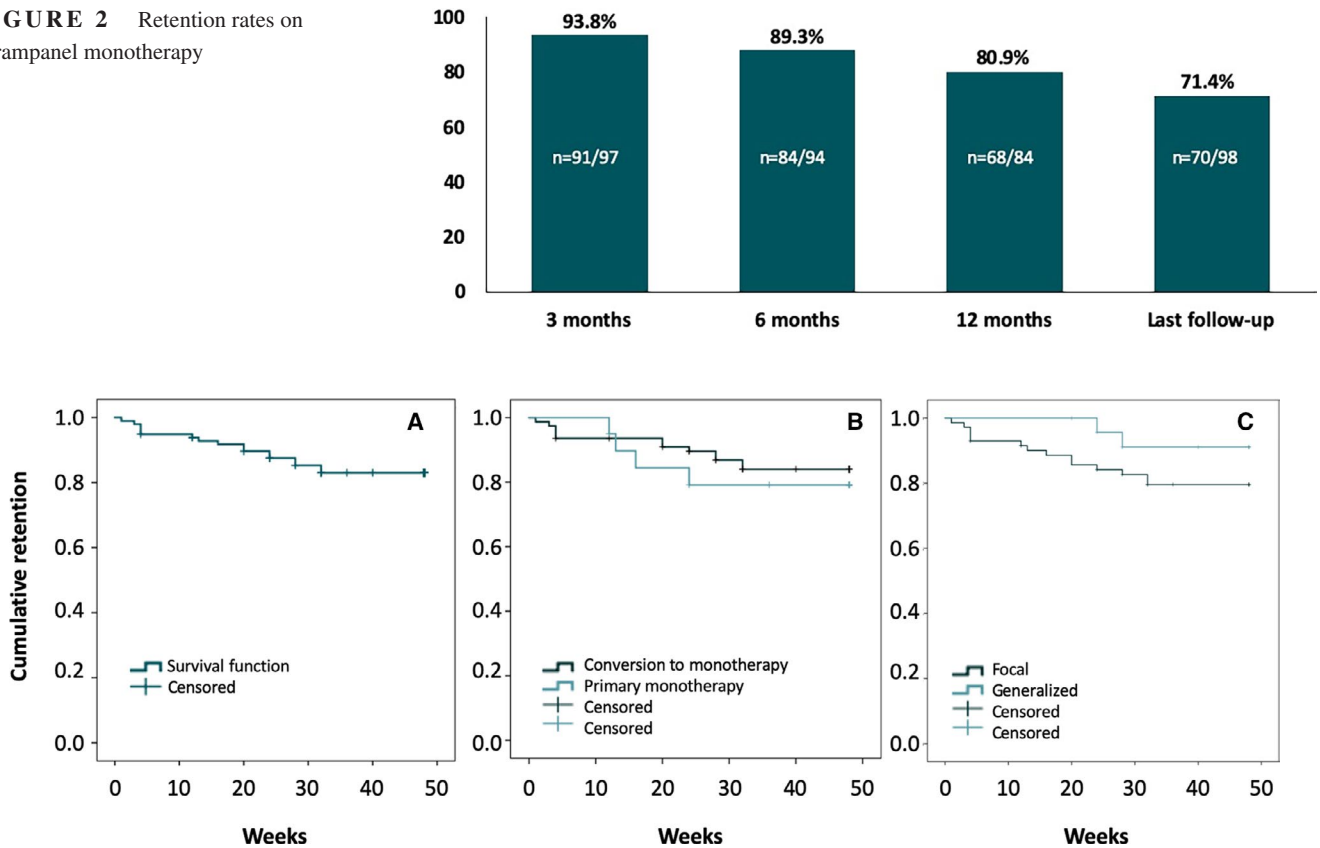 GURE 2 Retention rates on
rampanel monotherapy
100
80
60
40
20
0
93.8%
89.3%
80.9%
71.4%
n=91/97
n=84/94
n=68/84
n=70/98
3 months
6 months
12 months
Last follow-up
Cumulative retention
1.0
0.8
0.6
0.4
0.2
0.0
A
Survival function
Censored
0 10 20 30 40 50
Weeks
1.0
0.8
0.6
0.4
0.2
0.0
B
Conversion to monotherapy
Primary monotherapy
Censored
Censored
0 10 20 30 40 50
Weeks
1.0
0.8
0.6
0.4
0.2
0.0
C
Focal
Generalized
Censored
Censored
0 10 20 30 40 50
Weeks